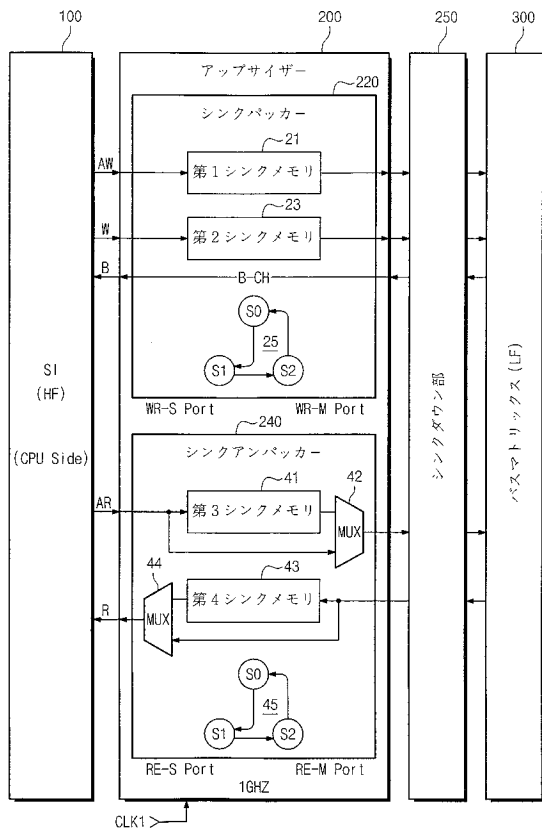 100
200
250
300
アップサイザー
220
シンクパッカー
21
AW
第1シンクメモリ
23
W
第2シンクメモリ
B
B-CH
S0
25
S1
S2
SI
(HF)
(CPU Side)
WR-S Port
WR-M Port
シンクダウン部
バスマトリックス(LF)
240
シンクアンパッカー
41
42
AR
第3シンクメモリ
MUX
44
43
R
MUX
第4シンクメモリ
S0
45
S1
S2
RE-S Port
RE-M Port
1GHZ
CLK1